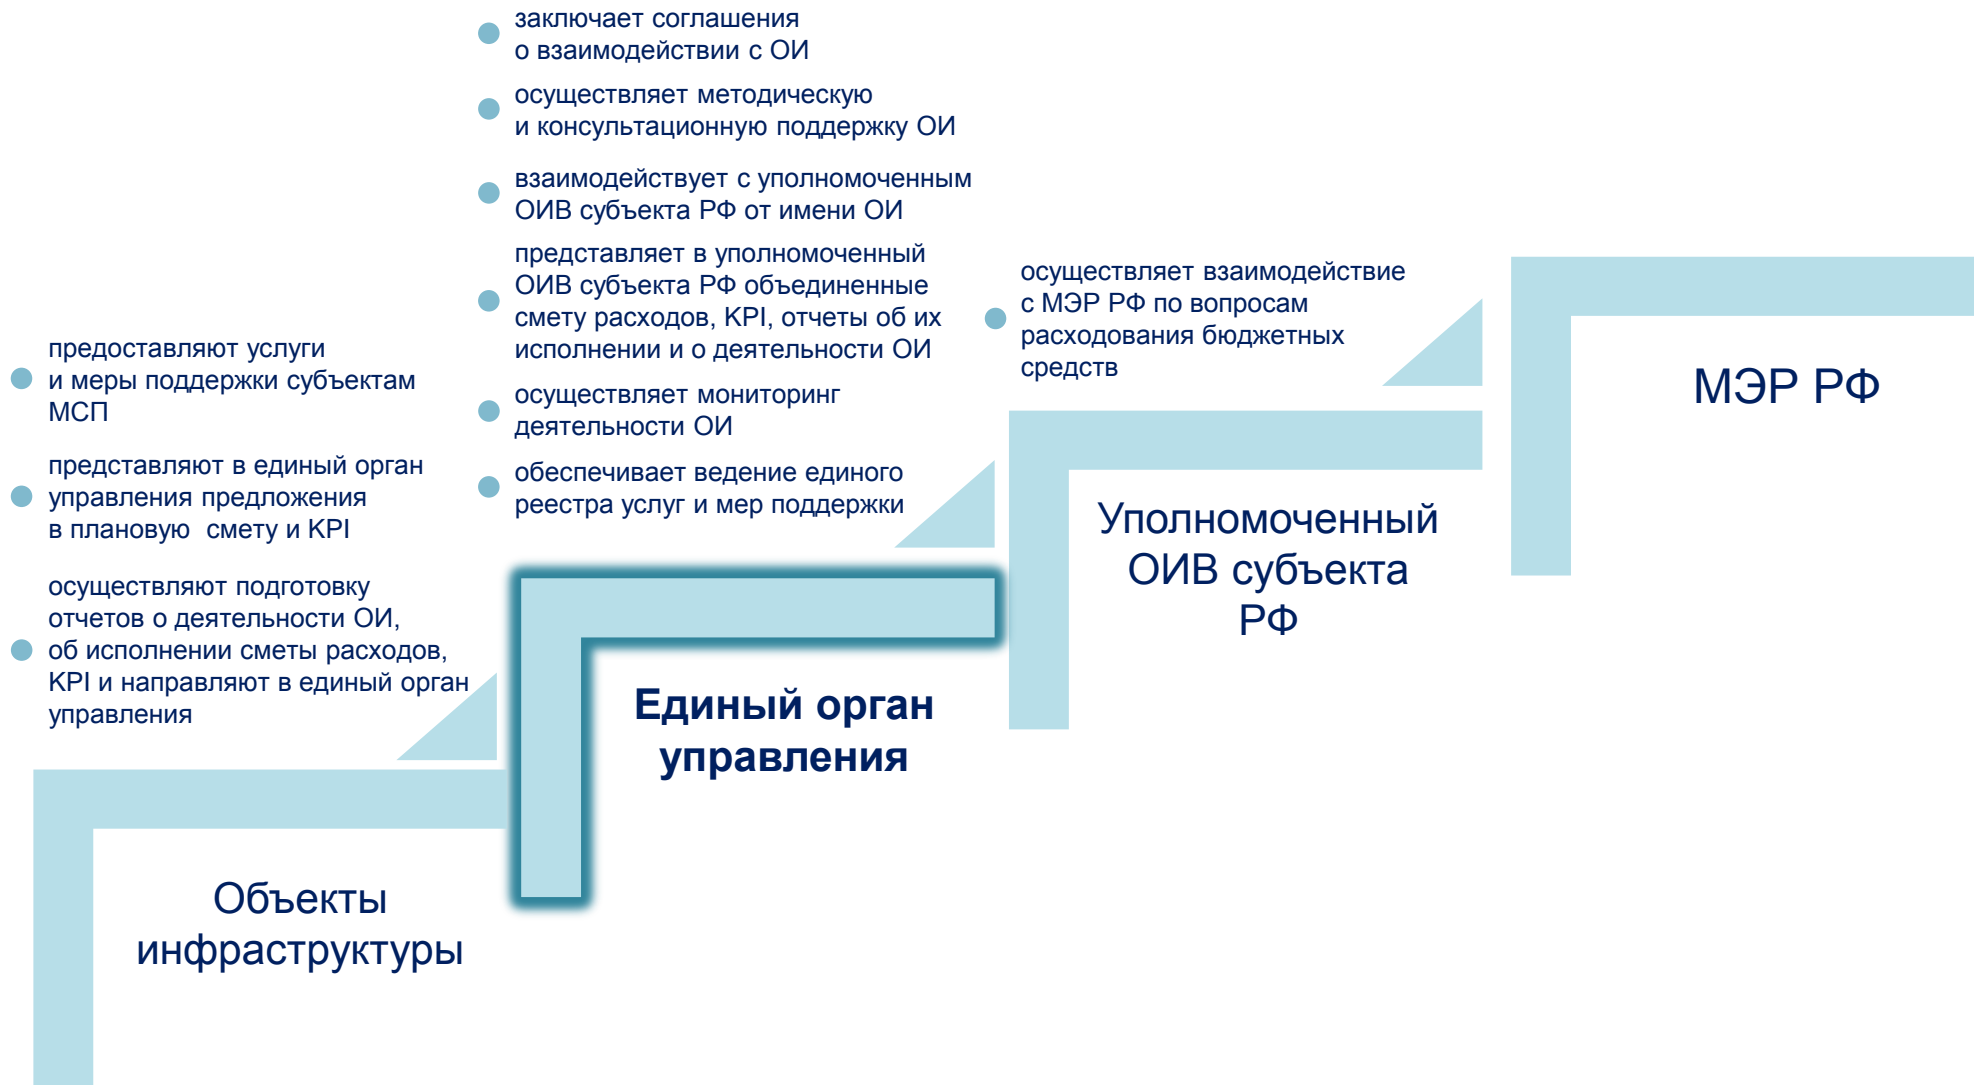 заключает соглашения
о взаимодействии с ОИ
осуществляет методическую
и консультационную поддержку ОИ
взаимодействует с уполномоченным
ОИВ субъекта РФ от имени ОИ
представляет в уполномоченный
ОИВ субъекта РФ объединенные
смету расходов, KPI, отчеты об их
исполнении и о деятельности ОИ
осуществляет мониторинг
деятельности ОИ
обеспечивает ведение единого
реестра услуг и мер поддержки
предоставляют услуги
и меры поддержки субъектам
МСП
представляют в единый орган
управления предложения
в плановую смету и KPI
осуществляют подготовку
отчетов о деятельности ОИ,
об исполнении сметы расходов,
KPI и направляют в единый орган
управления
осуществляет взаимодействие
с МЭР РФ по вопросам
расходования бюджетных
средств
МЭР РФ
Уполномоченный
ОИВ субъекта
РФ
Единый орган
управления
Объекты
инфраструктуры